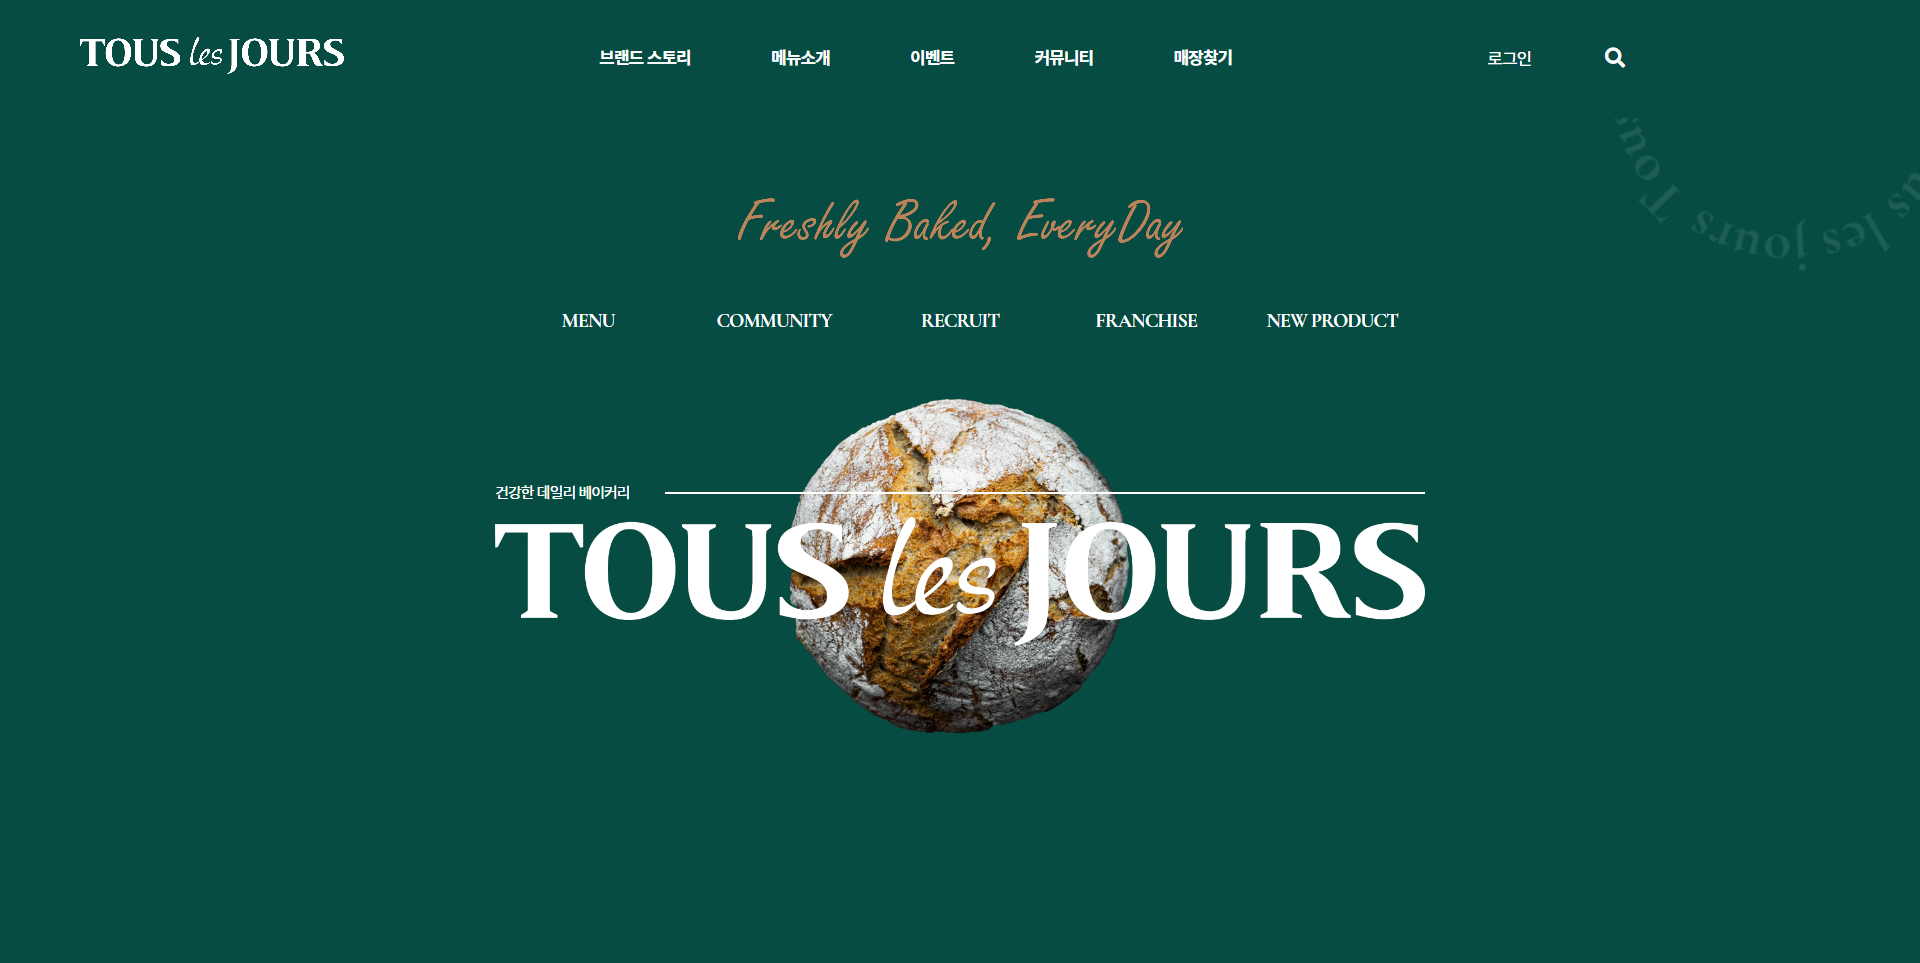 TOUS les JOURS
브랜드 스토리 메뉴소개 이벤트 커뮤니티 매장찾기 로그인
Tous les jours Tous
Freshly Baked, EveryDay
MENU COMMUNITY RECRUIT FRANCHISE NEW PRODUCT
건강한 데일리 베이커리
TOUS les JOURS